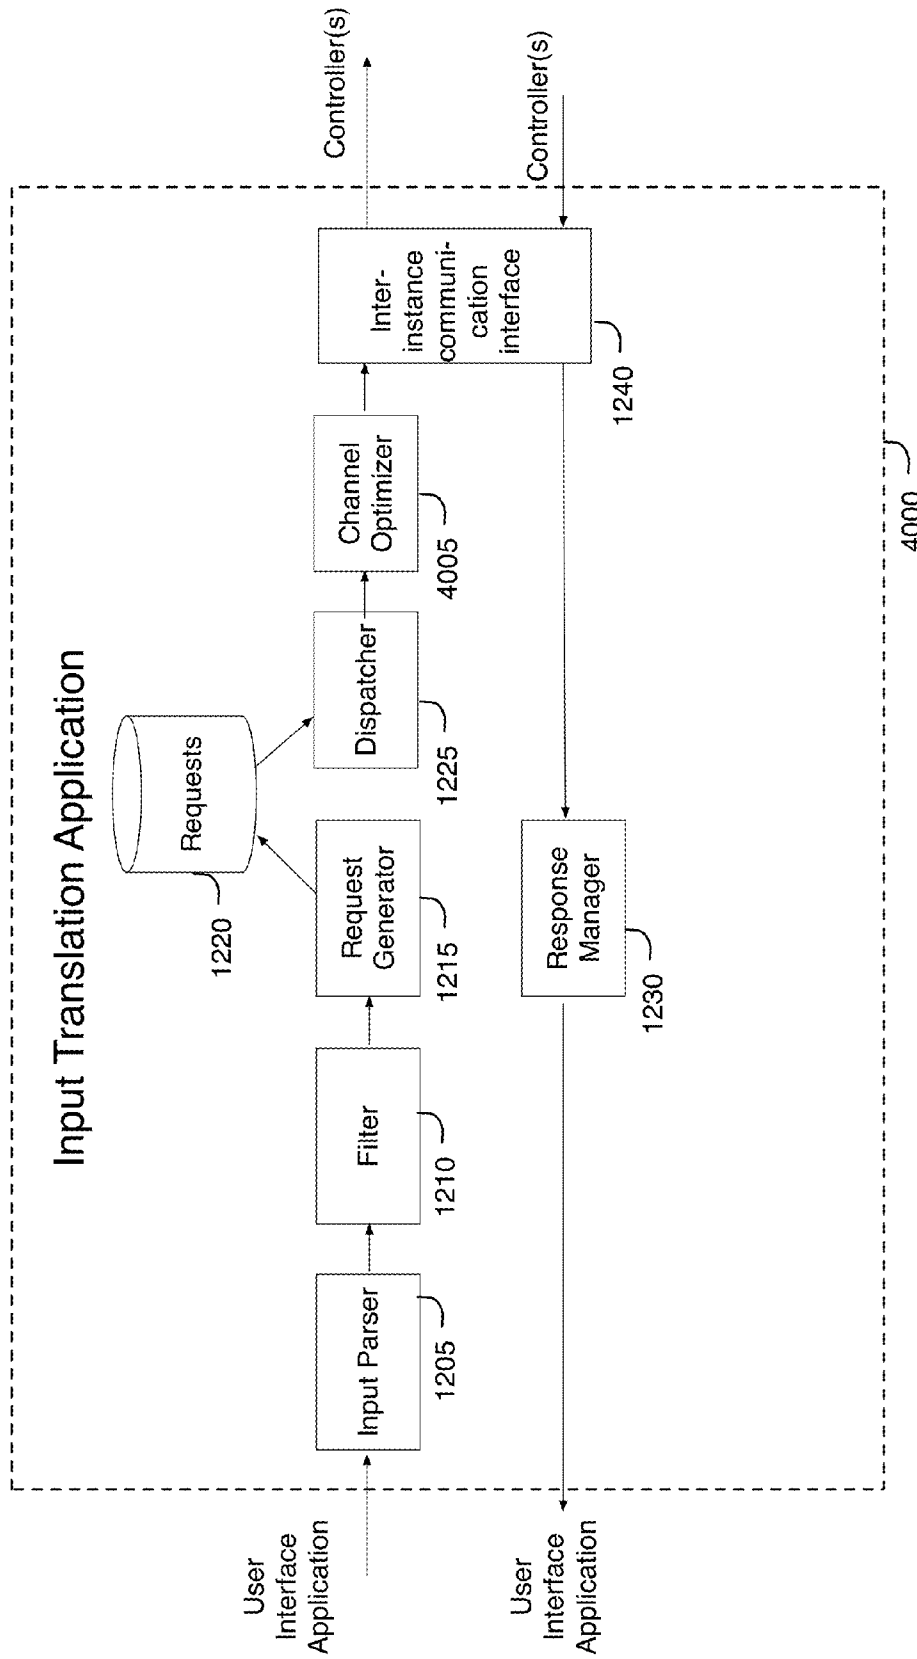 Input Translation Application
Requests
1220
User
Interface
Application
Input Parser
1205
Filter
1210
Request
Generator
1215
Dispatcher
1225
Channel
Optimizer
4005
Inter-
instance
communi-
cation
interface
1240
Controller(s)
User
Interface
Application
Response
Manager
1230
Controller(s)
4000